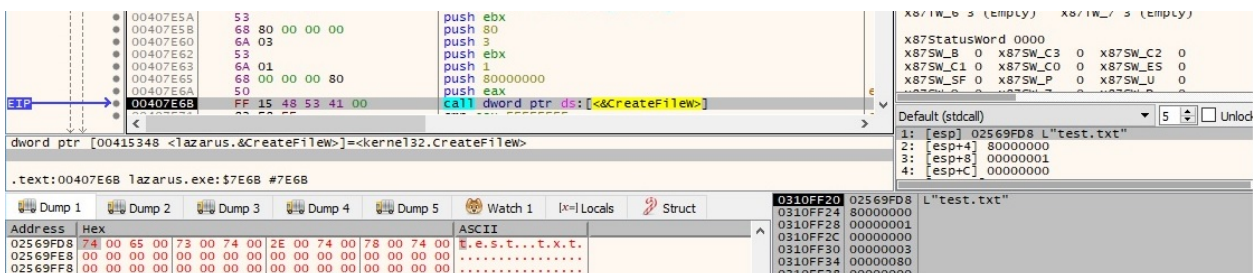 00407E5A 53 push ebx
00407E5B 68 80 00 00 00 push 80
00407E60 6A 03 push 3
00407E62 53 push ebx
00407E63 6A 01 push 1
00407E65 68 00 00 00 80 push 80000000
00407E6A 50 push eax
EIP 00407E6B FF 15 48 53 41 00 call dword ptr ds:[<&CreateFileW>]
x87TW_6 3 (Empty) x87TW_7 3 (Empty)
x87StatusWord 0000
x87SW_B 0 x87SW_C3 0 x87SW_C2 0
x87SW_C1 0 x87SW_C0 0 x87SW_ES 0
x87SW_SF 0 x87SW_P 0 x87SW_U 0
Default (stdcall) 5 Unlock
1: [esp] 02569FD8 L"test.txt"
2: [esp+4] 80000000
3: [esp+8] 00000001
4: [esp+C] 00000000
dword ptr [00415348 <lazarus.&CreateFileW>]=<kernel32.CreateFileW>
.text:00407E6B lazarus.exe:$7E6B #7E6B
Dump 1 Dump 2 Dump 3 Dump 4 Dump 5 Watch 1 [x=] Locals Struct
Address Hex ASCII
02569FD8 74 00 65 00 73 00 74 00 2E 00 74 00 78 00 74 00 t.e.s.t...t.x.t.
02569FE8 00 00 00 00 00 00 00 00 00 00 00 00 00 00 00 00 ................
02569FF8 00 00 00 00 00 00 00 00 00 00 00 00 00 00 00 00 ................
0310FF20 02569FD8 L"test.txt"
0310FF24 80000000
0310FF28 00000001
0310FF2C 00000000
0310FF30 00000003
0310FF34 00000080
0310FF38 00000000